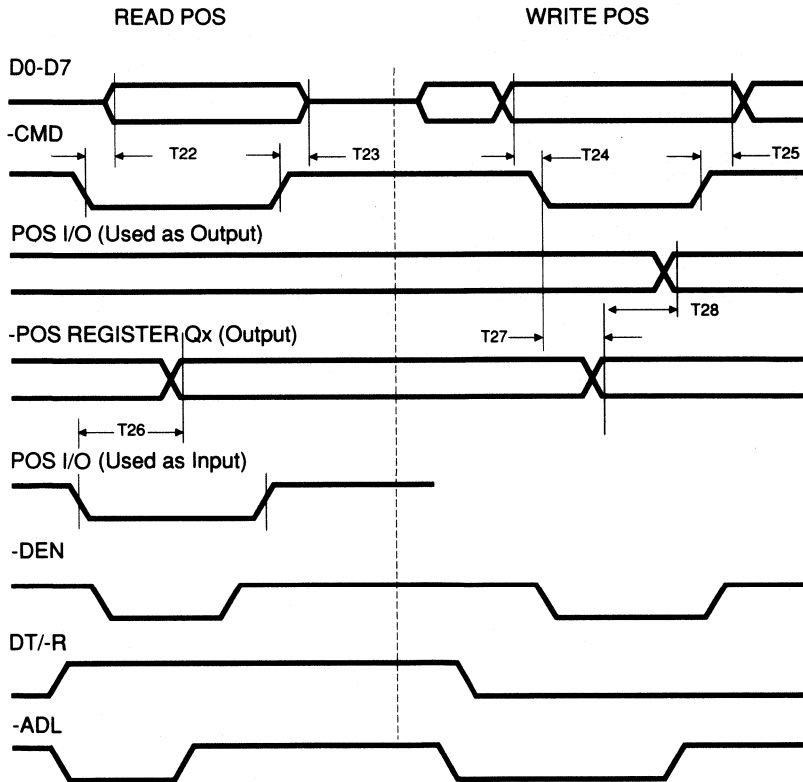 READ POS WRITE POS
D0-D7
-CMD
T22 T23 T24 T25
POS I/O (Used as Output)
T28
-POS REGISTER Qx (Output) T27
T26
POS I/O (Used as Input)
-DEN
DT/-R
-ADL